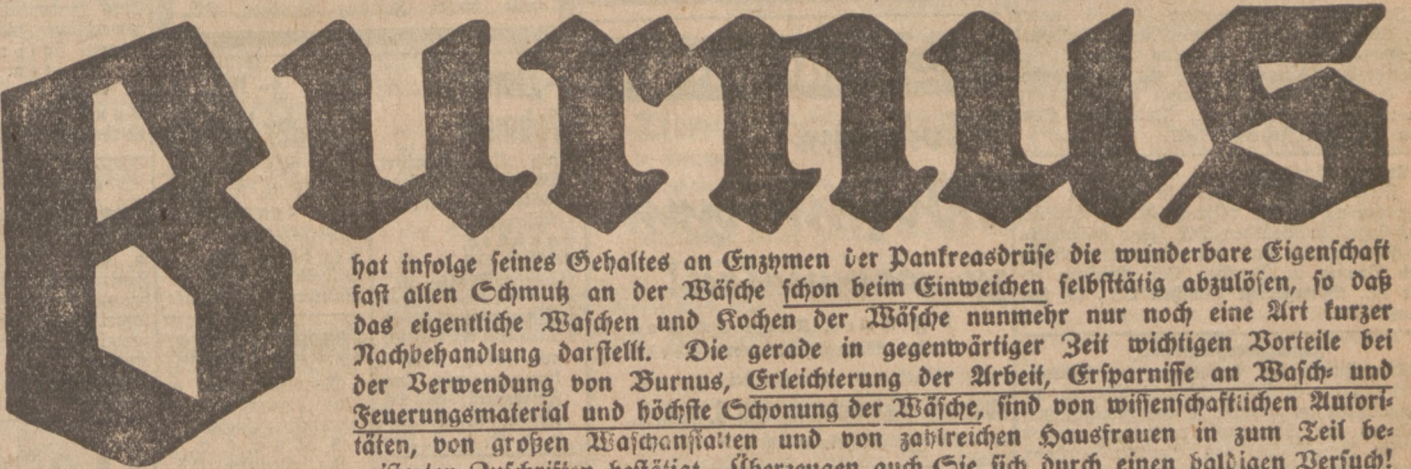 Burnus
hat infolge seines Gehaltes an Enzymen der Pankreasdrüse die wunderbare Eigenschaft
fast allen Schmutz an der Wäsche schon beim Einweichen selbsttätig abzulösen, so daß
das eigentliche Waschen und Kochen der Wäsche nunmehr nur noch eine Art kurzer
Nachbehandlung darstellt. Die gerade in gegenwärtiger Zeit wichtigen Vorteile bei
der Verwendung von Burnus, Erleichterung der Arbeit, Ersparnisse an Wasch- und
Feuerungsmaterial und höchste Schonung der Wäsche, sind von wissenschaftlichen Autori-
täten, von großen Waschanstalten und von zahlreichen Hausfrauen in zum Teil be-
Zuschriften bestätigt. Überzeugen auch Sie sich durch einen baldigen Versuch!